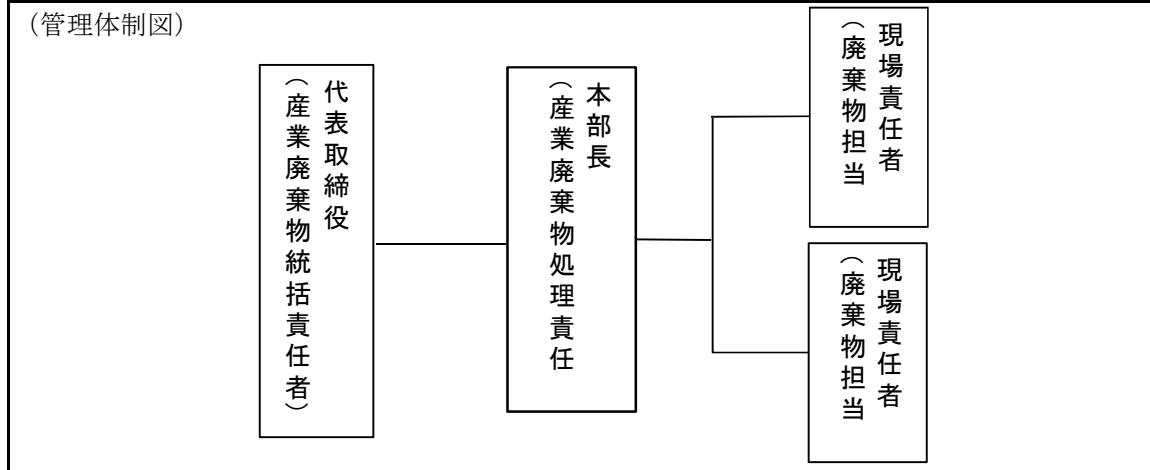 （管理体制図）
代表取締役
（産業廃棄物統括責任者）
本部長
（産業廃棄物処理責任
現場責任者
（廃棄物担当
現場責任者
（廃棄物担当